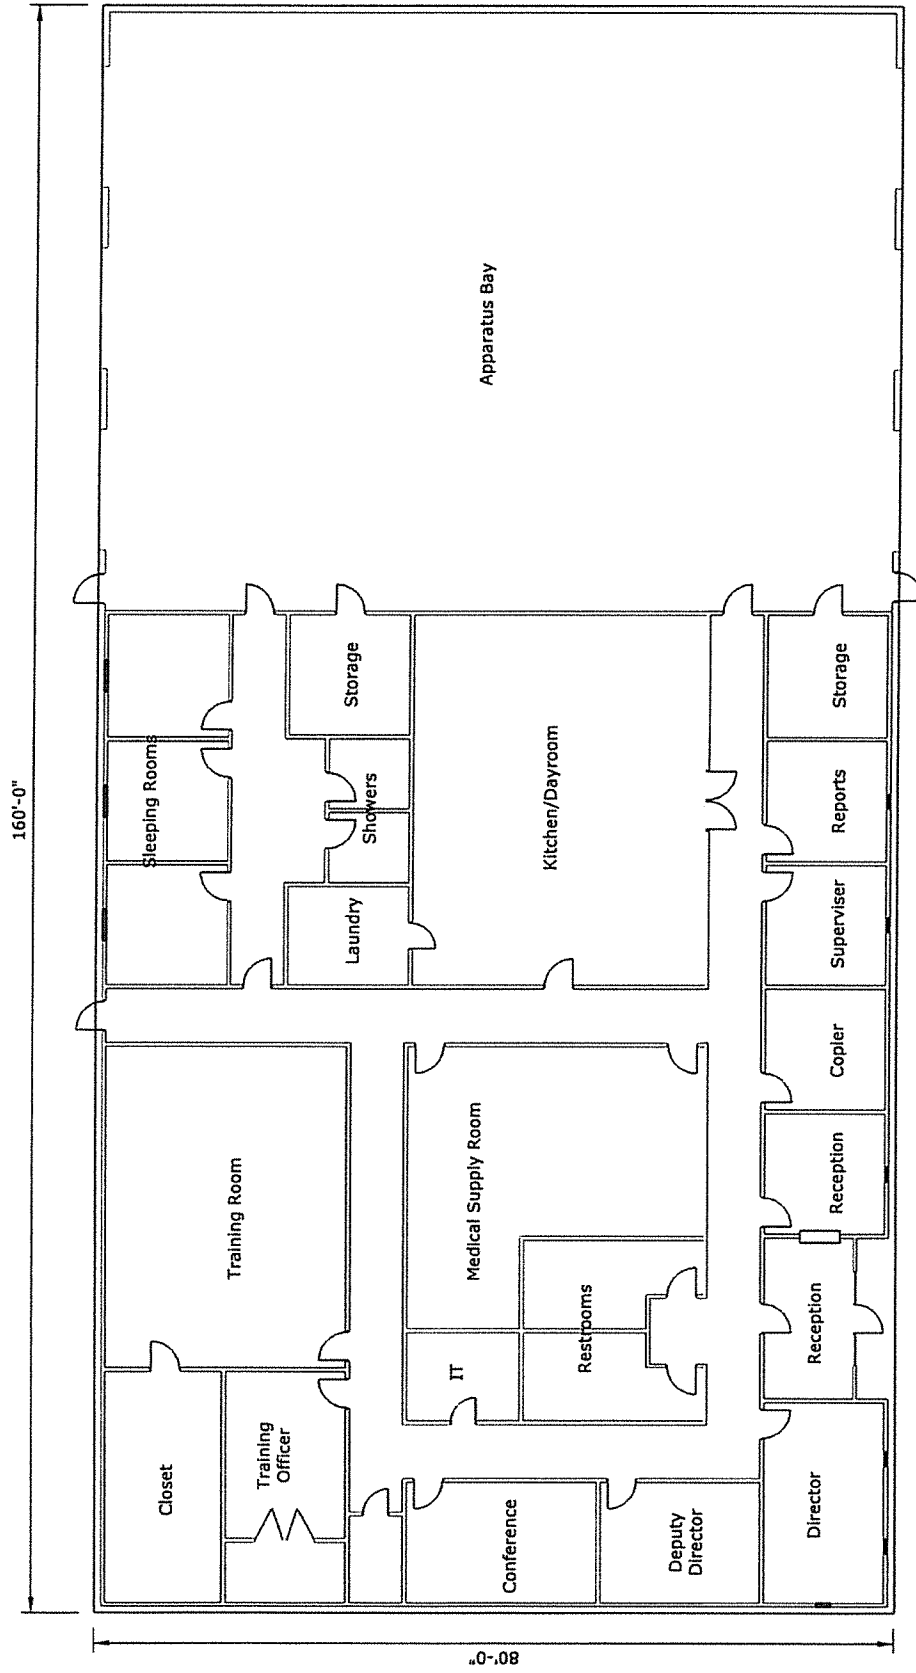 160'-0"
80'-0"
Closet
Training
Officer
Training Room
Sleeping Rooms
Storage
Showers
Laundry
Apparatus Bay
IT
Medical Supply Room
Kitchen/Dayroom
Conference
Restrooms
Deputy
Director
Director
Reception
Reception
Copler
Superviser
Reports
Storage